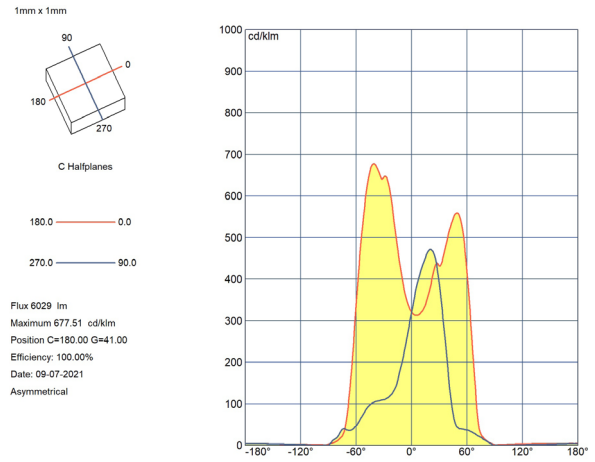 1mm x 1mm
90
0
180
270
C Halfplanes
180.0 0.0
270.0 90.0
Flux 6029 lm
Maximum 677.51 cd/klm
Position C=180.00 G=41.00
Efficiency: 100.00%
Date: 09-07-2021
Asymmetrical
1000
cd/klm
900
800
700
600
500
400
300
200
100
0
-180° -120° -60° 0° 60° 120° 180°